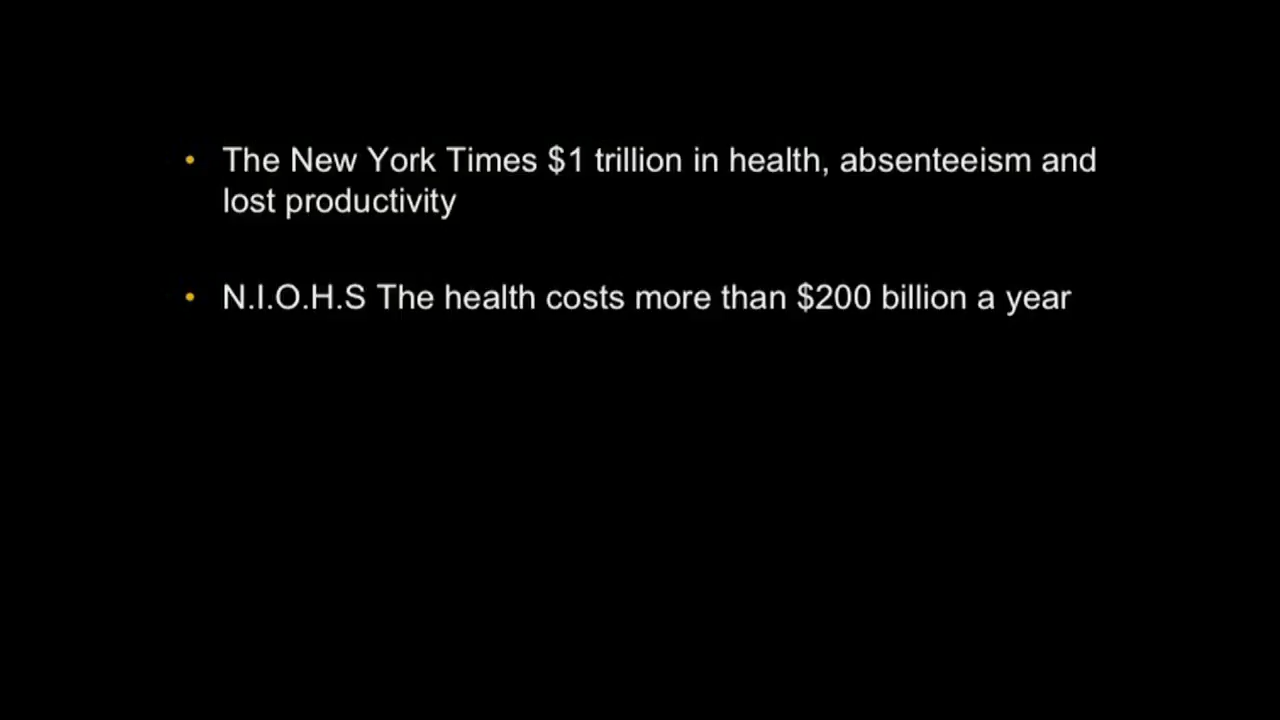 • The New York Times $1 trillion in health, absenteeism and
lost productivity
• N.I.O.H.S The health costs more than $200 billion a year